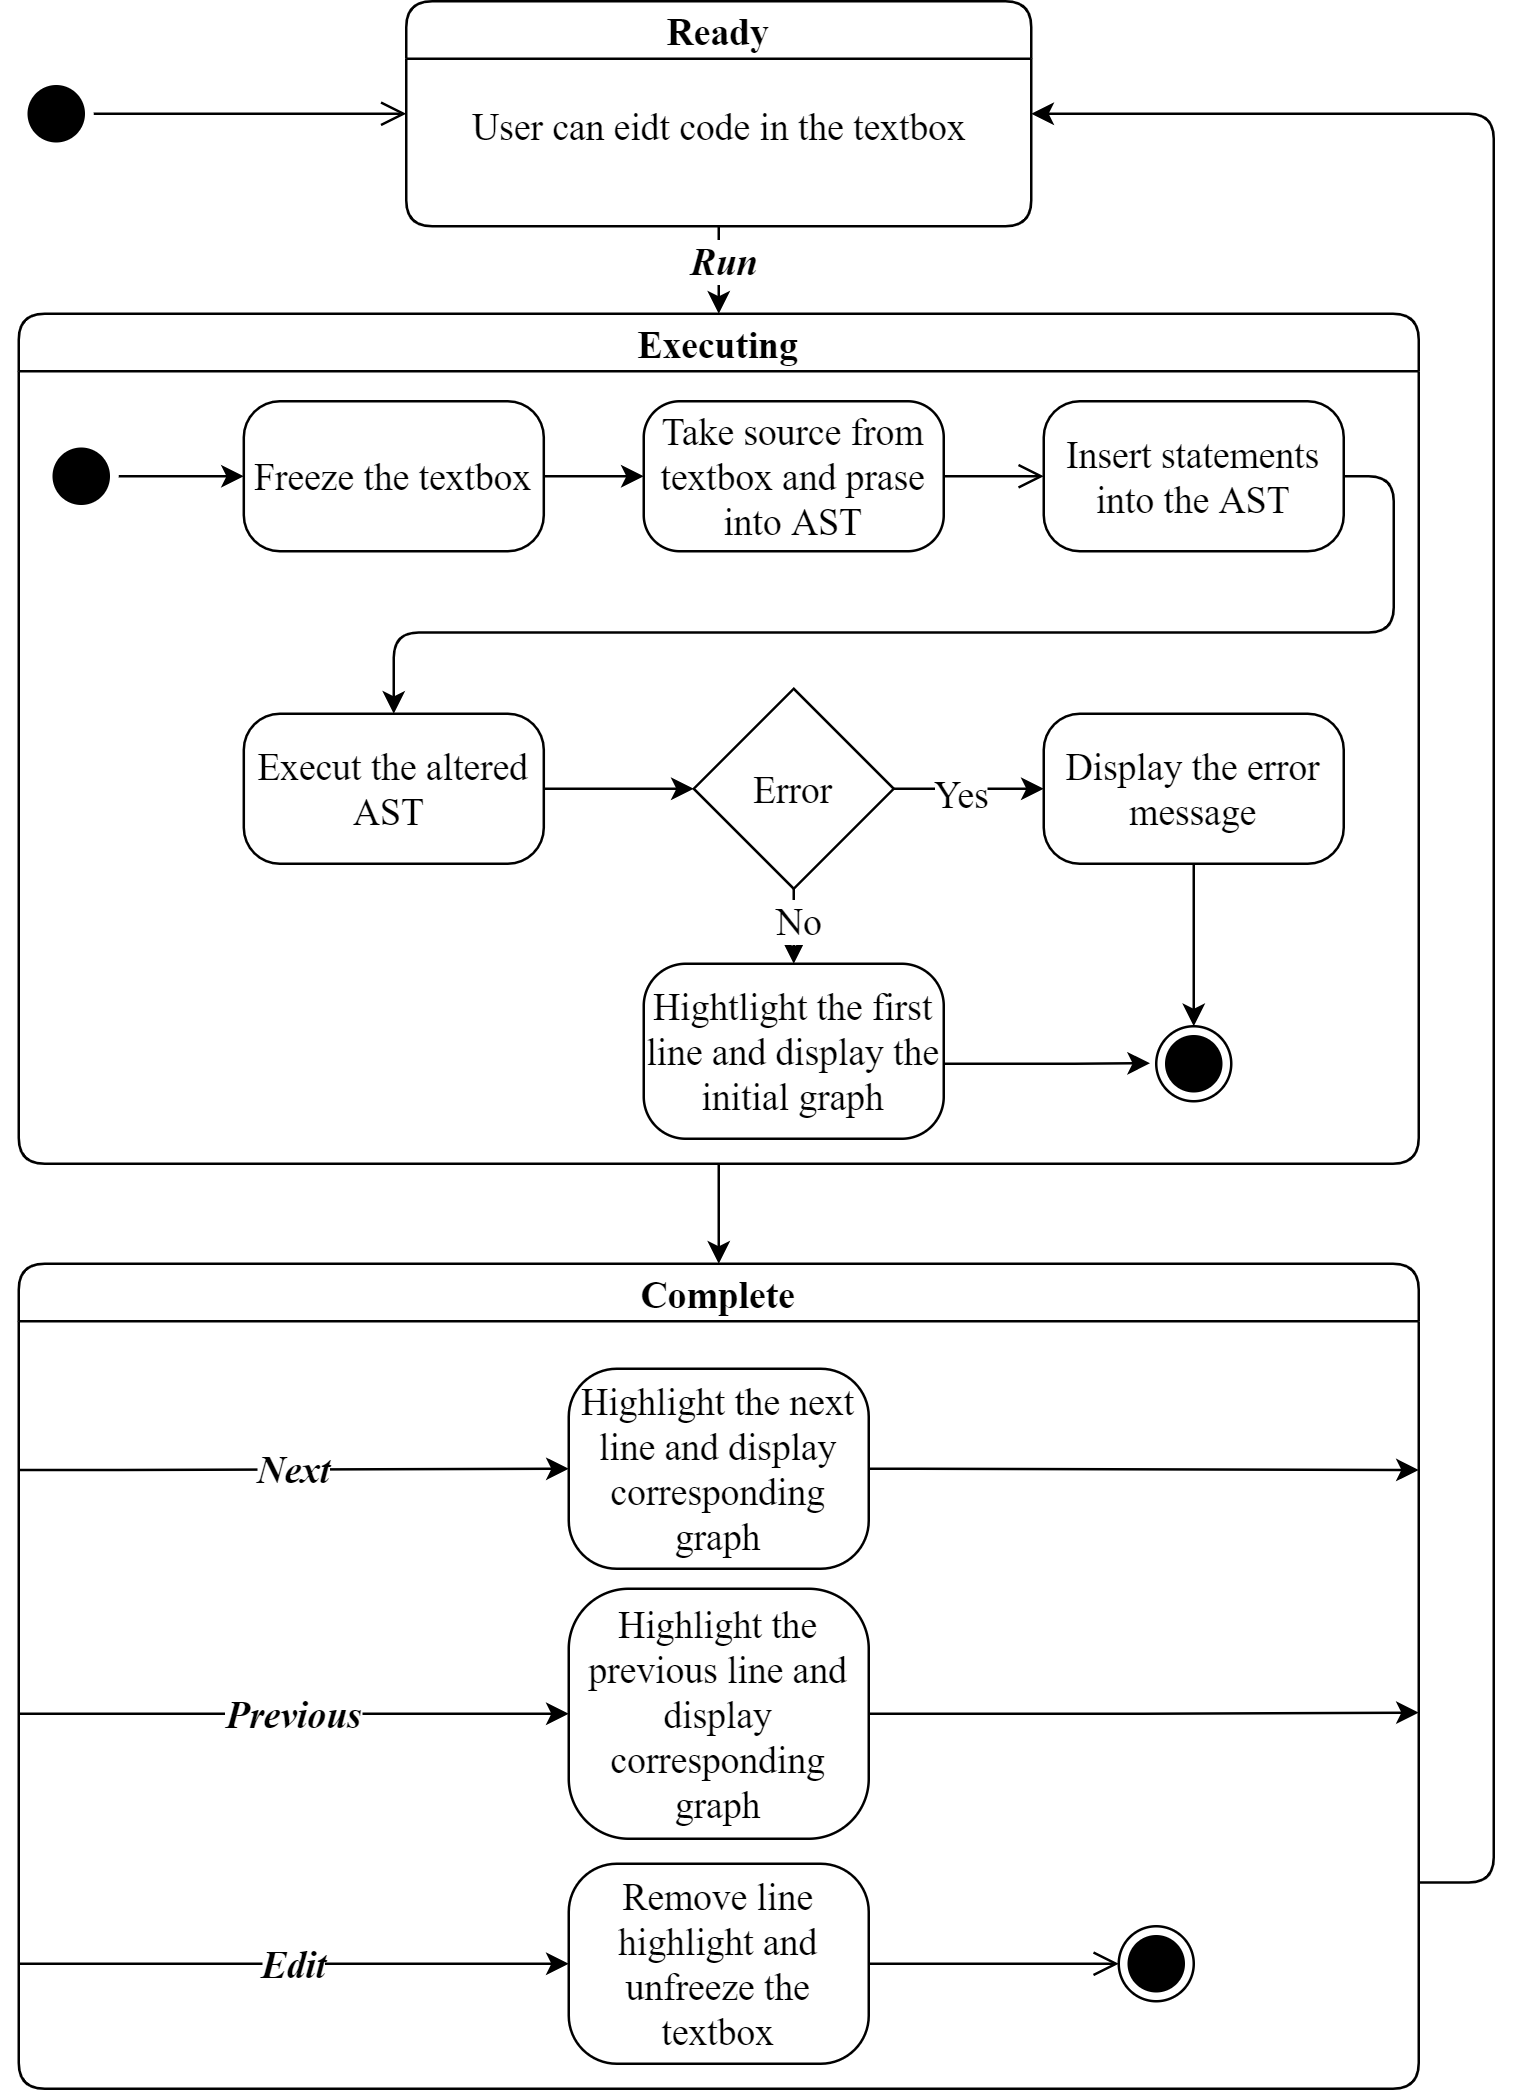 Ready
User can eidt code in the textbox
Run
Executing
Freeze the textbox
Take source from
textbox and prase
into AST
Insert statements
into the AST
Execut the altered
AST
Error
Yes
Display the error
message
No
Hightlight the first
line and display the
initial graph
Complete
Next
Highlight the next
line and display
corresponding
graph
Previous
Highlight the
previous line and
display
corresponding
graph
Edit
Remove line
highlight and
unfreeze the
textbox